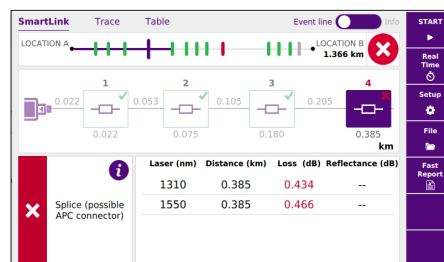 SmartLink Trace Table Event line Info START
LOCATION A LOCATION B
1.366 km
Real
Time
Setup
1 2 3 4
0.022 0.053 0.105 0.205
0.022 0.075 0.180 0.385
km
File
Fast
Report
Laser (nm) Distance (km) Loss (dB) Reflectance (dB)
1310 0.385 0.434 --
1550 0.385 0.466 --
Splice (possible
APC connector)